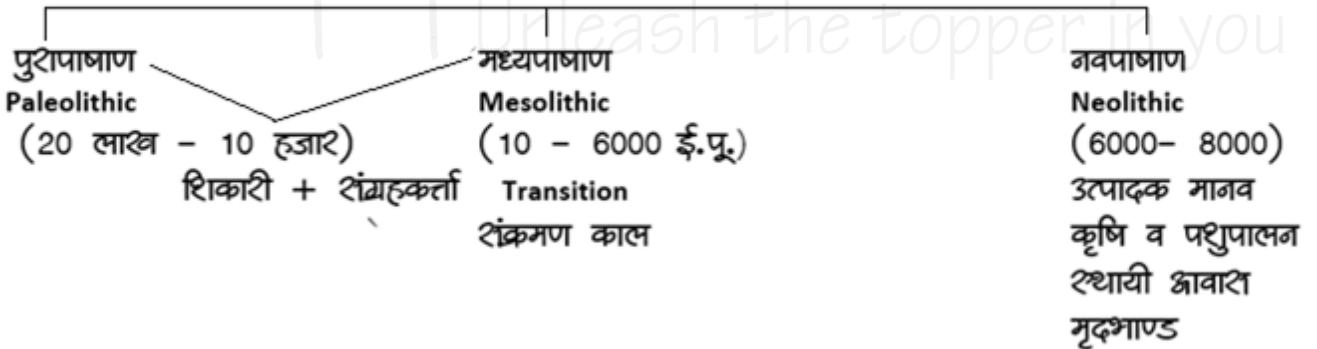 Unleash the topper in you
पुरापाषाण
Paleolithic
(20 लाख – 10 हजार)
शिकारी + संग्रहकर्त्ता
मध्यपाषाण
Mesolithic
(10 – 6000 ई.पू.)
Transition
संक्रमण काल
नवपाषाण
Neolithic
(6000– 8000)
उत्पादक मानव
कृषि व पशुपालन
स्थायी आवास
मृदभाण्ड